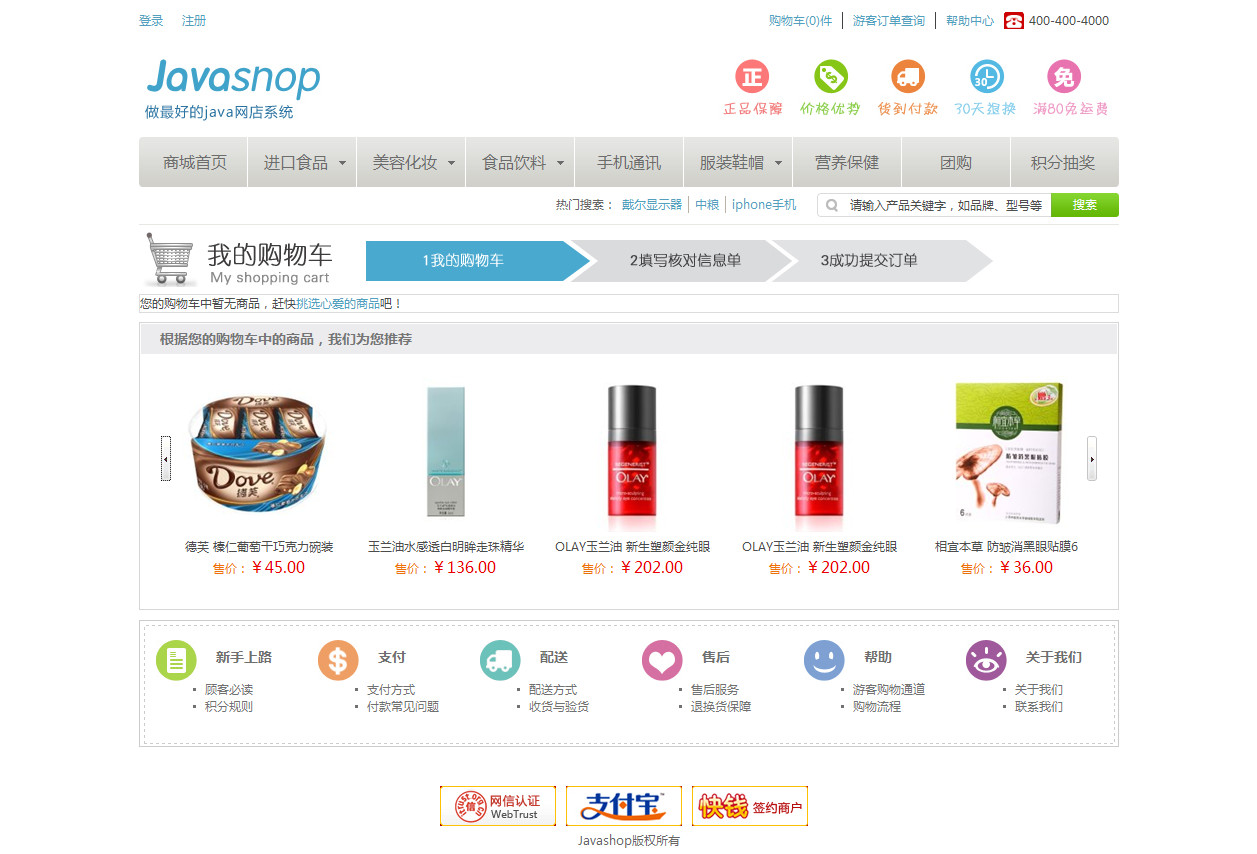 登录 注册 购物车(0)件 游客订单查询 帮助中心 400-400-4000
Javashop
做最好的java网店系统
正 30 免
正品保障 价格优势 货到付款 30天退换 满80免运费
商城首页 进口食品 美容化妆 食品饮料 手机通讯 服装鞋帽 营养保健 团购 积分抽奖
热门搜索： 戴尔显示器 中粮 iphone手机 请输入产品关键字，如品牌、型号等 搜索
我的购物车 1我的购物车 2填写核对信息单 3成功提交订单
My shopping cart
您的购物车中暂无商品，赶快挑选心爱的商品吧！
根据您的购物车中的商品，我们为您推荐
Dove
德芙
OLAY
OLAY
OLAY
相宜本草
6
德芙 榛仁葡萄干巧克力碗装 玉兰油水感透白明眸走珠精华 OLAY玉兰油 新生塑颜金纯眼 OLAY玉兰油 新生塑颜金纯眼 相宜本草 防皱消黑眼贴膜6
售价：￥45.00 售价：￥136.00 售价：￥202.00 售价：￥202.00 售价：￥36.00
新手上路 支付 配送 售后 帮助 关于我们
顾客必读 支付方式 配送方式 售后服务 游客购物通道 关于我们
积分规则 付款常见问题 收货与验货 退换货保障 购物流程 联系我们
信 网信认证 WebTrust 支付宝 快钱 签约商户
Javashop版权所有